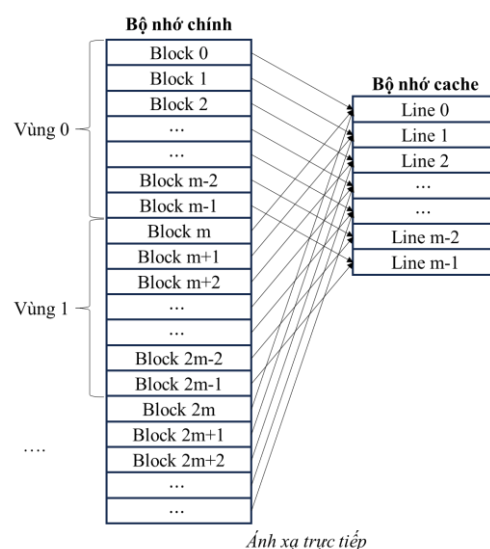 Bộ nhớ chính
Block 0
Block 1
Block 2
...
...
Block m-2
Block m-1
Block m
Block m+1
Block m+2
...
...
Block 2m-2
Block 2m-1
Block 2m
Block 2m+1
Block 2m+2
...
...
Vùng 0
Vùng 1
....
Bộ nhớ cache
Line 0
Line 1
Line 2
...
...
Line m-2
Line m-1
Ánh xạ trực tiếp